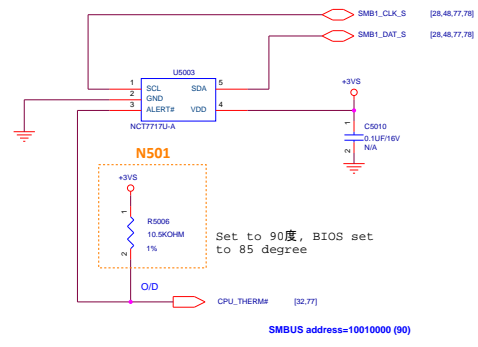 SMB1_CLK_S [28,48,77,78]
SMB1_DAT_S [28,48,77,78]
U5003
1 SCL SDA 5
2 GND
3 ALERT# VDD 4
NCT7717U-A
+3VS
1 C5010
0.1UF/16V
2 N/A
N501
+3VS
1
R5006
10.5KOHM
2 1%
Set to 90度, BIOS set
to 85 degree
O/D
CPU_THERM# [32,77]
SMBUS address=10010000 (90)